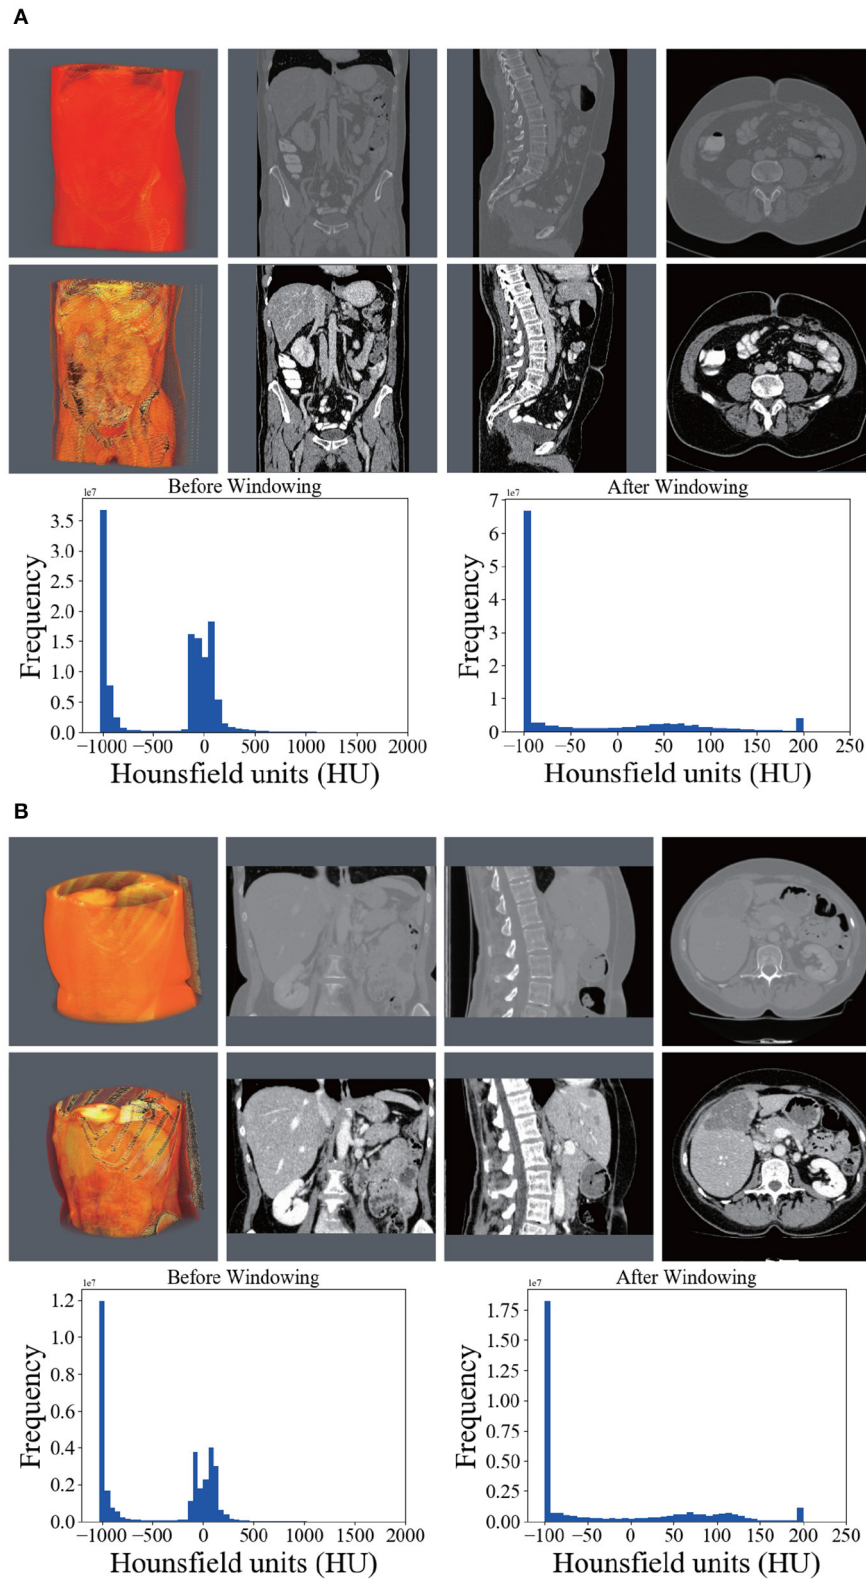 A
Before Windowing
1e7
3.5
3.0
2.5
2.0
1.5
1.0
0.5
0.0
Frequency
−1000 −500 0 500 1000 1500 2000
Hounsfield units (HU)
After Windowing
1e7
7
6
5
4
3
2
1
0
Frequency
−100 −50 0 50 100 150 200 250
Hounsfield units (HU)
B
Before Windowing
1e7
1.2
1.0
0.8
0.6
0.4
0.2
0.0
Frequency
−1000 −500 0 500 1000 1500 2000
Hounsfield units (HU)
After Windowing
1e7
1.75
1.50
1.25
1.00
0.75
0.50
0.25
0.00
Frequency
−100 −50 0 50 100 150 200 250
Hounsfield units (HU)